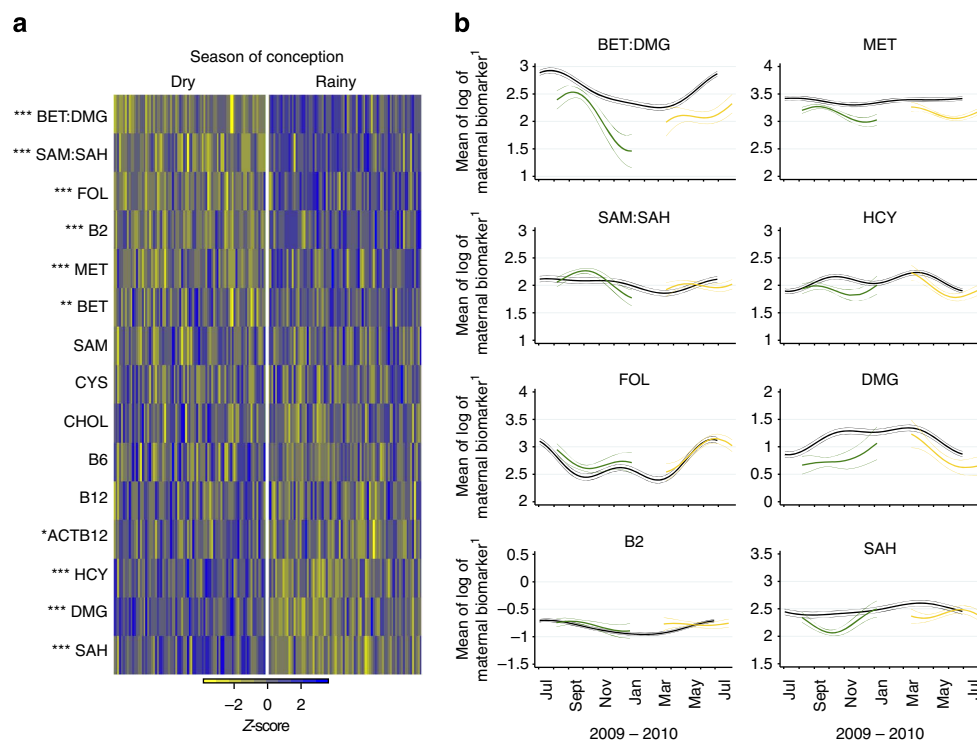 a
Season of conception
Dry Rainy
*** BET:DMG
*** SAM:SAH
*** FOL
*** B2
*** MET
** BET
SAM
CYS
CHOL
B6
B12
*ACTB12
*** HCY
*** DMG
*** SAH
−2 0 2
Z-score
b
BET:DMG
Mean of log of
maternal biomarker¹
3
2.5
2
1.5
1
MET
4
3.5
3
2.5
2
SAM:SAH
Mean of log of
maternal biomarker¹
3
2.5
2
1.5
1
HCY
3
2.5
2
1.5
1
FOL
Mean of log of
maternal biomarker¹
4
3.5
3
2.5
2
DMG
2
1.5
1
0.5
0
B2
Mean of log of
maternal biomarker¹
0.5
0
−0.5
−1
−1.5
Jul Sept Nov Jan Mar May Jul
2009 – 2010
SAH
3.5
3
2.5
2
1.5
Jul Sept Nov Jan Mar May Jul
2009 – 2010